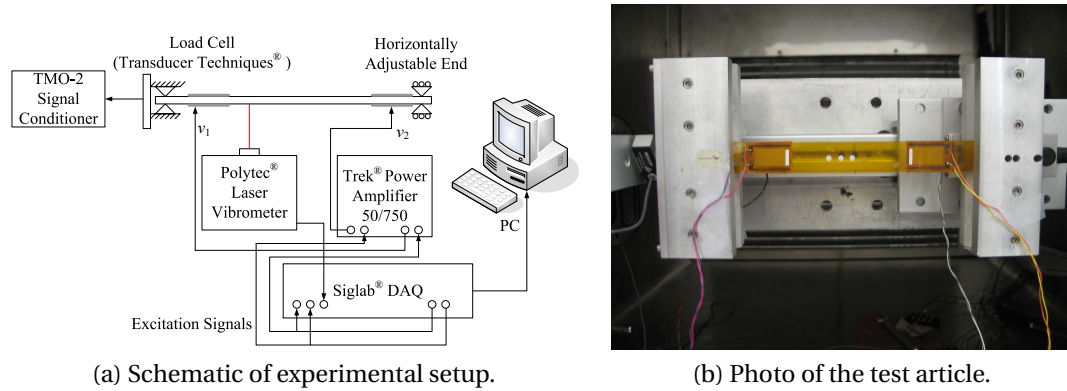 Load Cell
(Transducer Techniques® )
Horizontally
Adjustable End
TMO-2
Signal
Conditioner
v1
v2
Polytec®
Laser
Vibrometer
Trek® Power
Amplifier
50/750
PC
Siglab® DAQ
Excitation Signals
(a) Schematic of experimental setup.
(b) Photo of the test article.